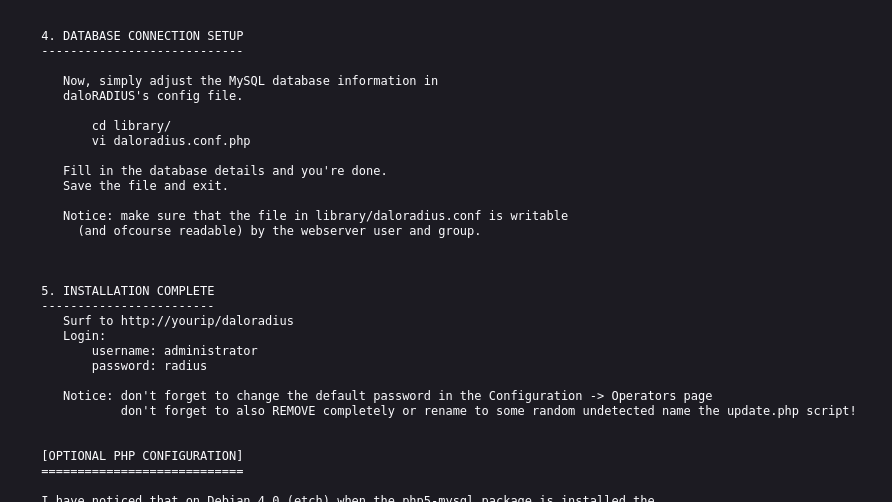 4. DATABASE CONNECTION SETUP
----------------------------
Now, simply adjust the MySQL database information in
daloRADIUS's config file.
cd library/
vi daloradius.conf.php
Fill in the database details and you're done.
Save the file and exit.
Notice: make sure that the file in library/daloradius.conf is writable
(and ofcourse readable) by the webserver user and group.
5. INSTALLATION COMPLETE
------------------------
Surf to http://yourip/daloradius
Login:
username: administrator
password: radius
Notice: don't forget to change the default password in the Configuration -> Operators page
don't forget to also REMOVE completely or rename to some random undetected name the update.php script!
[OPTIONAL PHP CONFIGURATION]
============================
I have noticed that on Debian 4.0 (etch) when the php5-mysql package is installed the